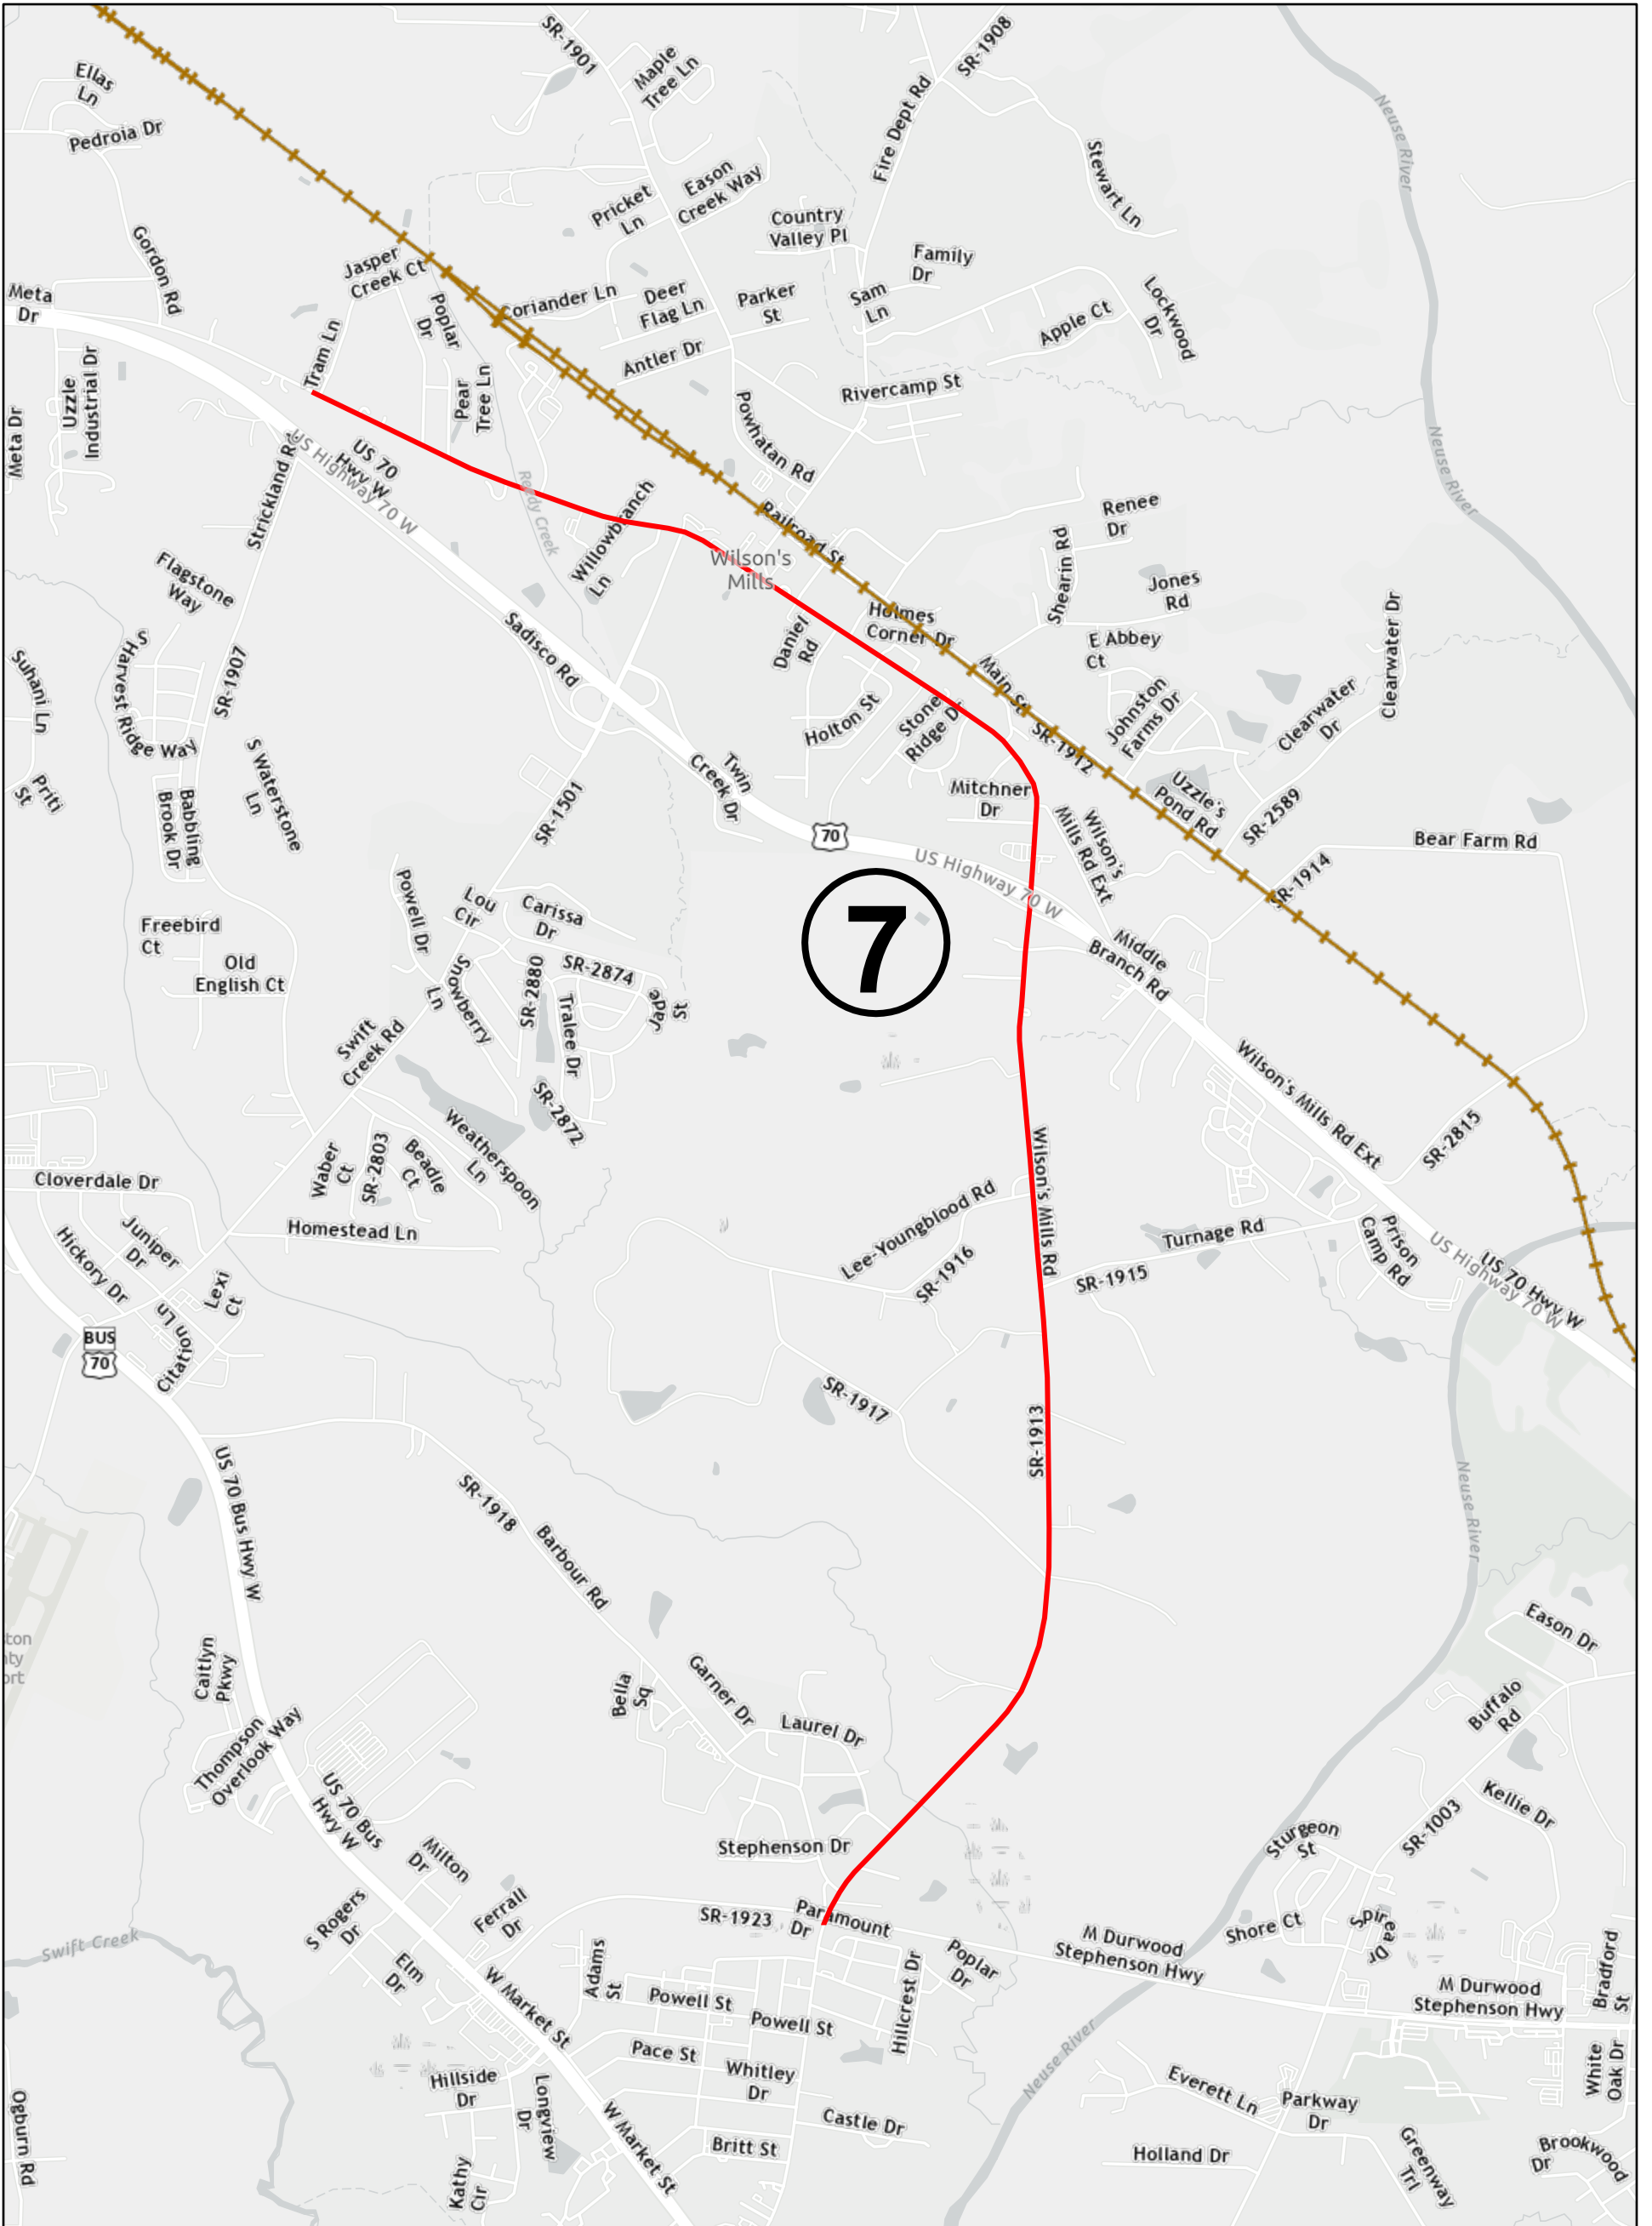 SR-1901
Maple
Tree Ln
SR-1908
Ellas
Ln
Pedroia Dr
Fire Dept Rd
Neuse River
Stewart Ln
Eason
Creek Way
Pricket
Ln
Country
Valley Pl
Gordon Rd
Family
Dr
Jasper
Creek Ct
Meta
Dr
Coriander Ln
Deer
Flag Ln
Parker
St
Sam
Ln
Lockwood
Dr
Apple Ct
Poplar
Dr
Tram Ln
Uzzle
Industrial Dr
Antler Dr
Pear
Tree Ln
Rivercamp St
Meta Dr
Powhatan Rd
Neuse River
US Highway 70 W
US 70
Hwy W
Strickland Rd
Reedy Creek
Willowbranch
Ln
Railroad St
Renee
Dr
Shearin Rd
Wilson's
Mills
Flagstone
Way
Jones
Rd
Holmes
Corner Dr
Daniel
Rd
E Abbey
Ct
Clearwater Dr
Sadisco Rd
S Harvest Ridge Way
SR-1907
Suhani Ln
Main St
Johnston
Farms Dr
Clearwater
Dr
Holton St
Stone
Ridge Dr
SR-1912
S Waterstone
Ln
Twin
Creek Dr
Priti
St
Babbling
Brook Dr
SR-1501
Mitchner
Dr
Uzzle's
Pond Rd
SR-2589
Wilson's
Mills Rd Ext
70
Bear Farm Rd
US Highway 70 W
SR-1914
7
Powell Dr
Lou
Cir
Carissa
Dr
Freebird
Ct
Middle
Branch Rd
Old
English Ct
Snowberry
Ln
SR-2880
SR-2874
Jade
St
Tralee Dr
Swift
Creek Rd
Wilson's Mills Rd Ext
SR-2872
SR-2815
Weatherspoon
Ln
Waber
Ct
SR-2803
Beadle
Ct
Wilson's Mills Rd
Cloverdale Dr
Lee-Youngblood Rd
Homestead Ln
Juniper
Dr
Hickory Dr
Turnage Rd
Prison
Camp Rd
SR-1916
SR-1915
US Highway 70 W
US 70 Hwy W
Lexi
Ct
Citation Ln
BUS
70
SR-1917
SR-1913
US 70 Bus Hwy W
SR-1918
Neuse River
Barbour Rd
Eason Dr
ton
ity
ort
Caitlyn
Pkwy
Bella
Sq
Garner Dr
Laurel Dr
Buffalo
Rd
Thompson
Overlook Way
US 70 Bus
Hwy W
Kellie Dr
Stephenson Dr
Sturgeon
St
SR-1003
Milton
Dr
Ferrall
Dr
S Rogers
Dr
SR-1923
Paramount
Dr
Shore Ct
Spirea Dr
Swift Creek
M Durwood
Stephenson Hwy
Elm
Dr
Adams
St
Hillcrest Dr
Poplar
Dr
Bradford
St
M Durwood
Stephenson Hwy
W Market St
Powell St
Powell St
Pace St
Neuse River
White
Oak Dr
Hillside
Dr
Whitley
Dr
Everett Ln
Parkway
Dr
Longview
Dr
Ogburn Rd
Castle Dr
W Market St
Britt St
Holland Dr
Greenway
Trl
Brookwood
Dr
Kathy
Cir